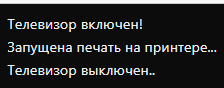 Телевизор включен!
Запущена печать на принтере...
Телевизор выключен..